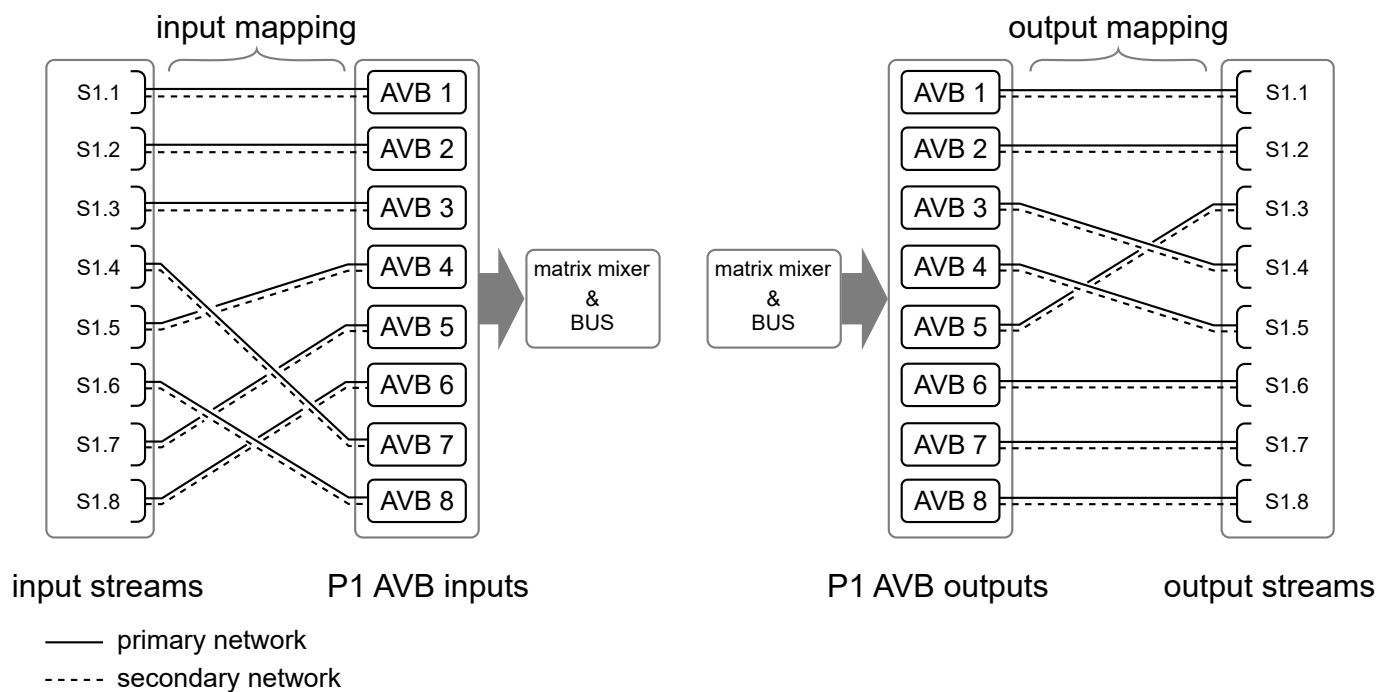 input mapping
output mapping
S1.1
S1.2
S1.3
S1.4
S1.5
S1.6
S1.7
S1.8
AVB 1
AVB 2
AVB 3
AVB 4
AVB 5
AVB 6
AVB 7
AVB 8
matrix mixer
&
BUS
matrix mixer
&
BUS
AVB 1
AVB 2
AVB 3
AVB 4
AVB 5
AVB 6
AVB 7
AVB 8
S1.1
S1.2
S1.3
S1.4
S1.5
S1.6
S1.7
S1.8
input streams
P1 AVB inputs
P1 AVB outputs
output streams
primary network
secondary network